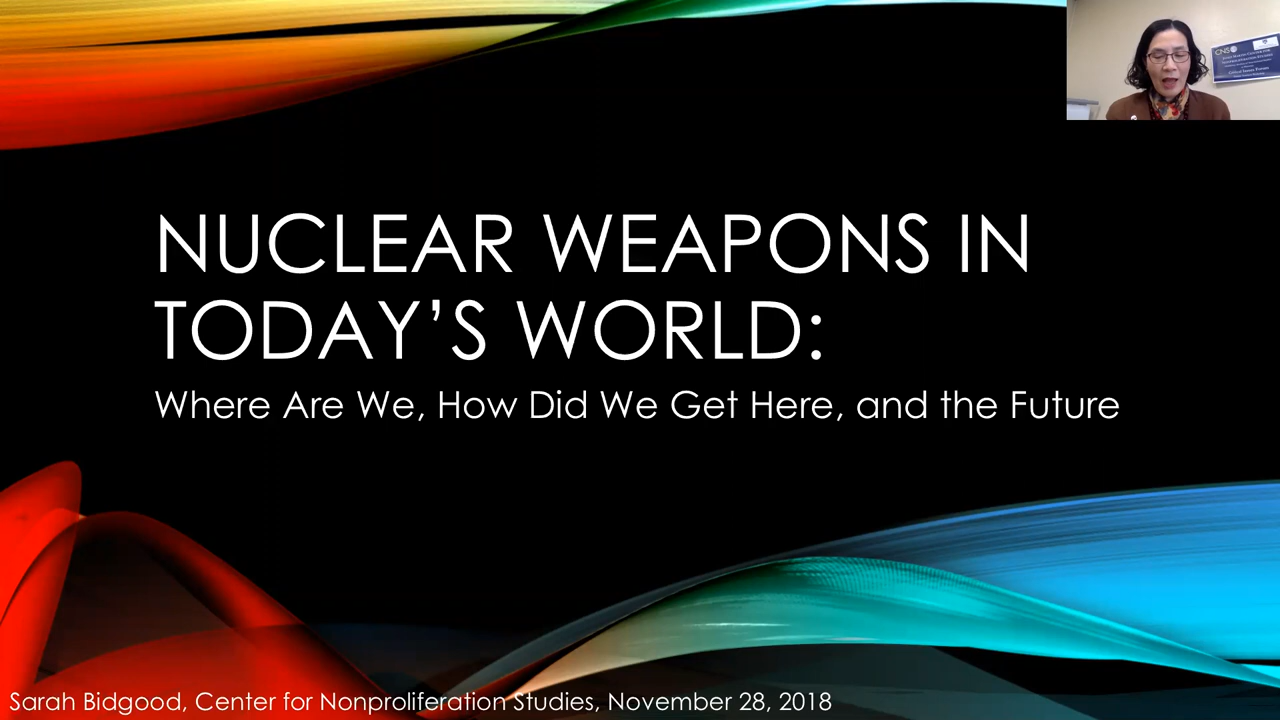 NUCLEAR WEAPONS IN
TODAY’S WORLD:
Where Are We, How Did We Get Here, and the Future
Sarah Bidgood, Center for Nonproliferation Studies, November 28, 2018
CNS